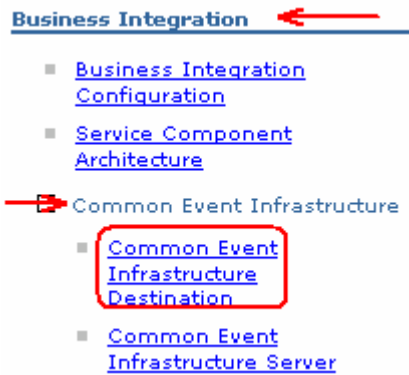 Business Integration
Business Integration
Configuration
Service Component
Architecture
Common Event Infrastructure
Common Event
Infrastructure
Destination
Common Event
Infrastructure Server